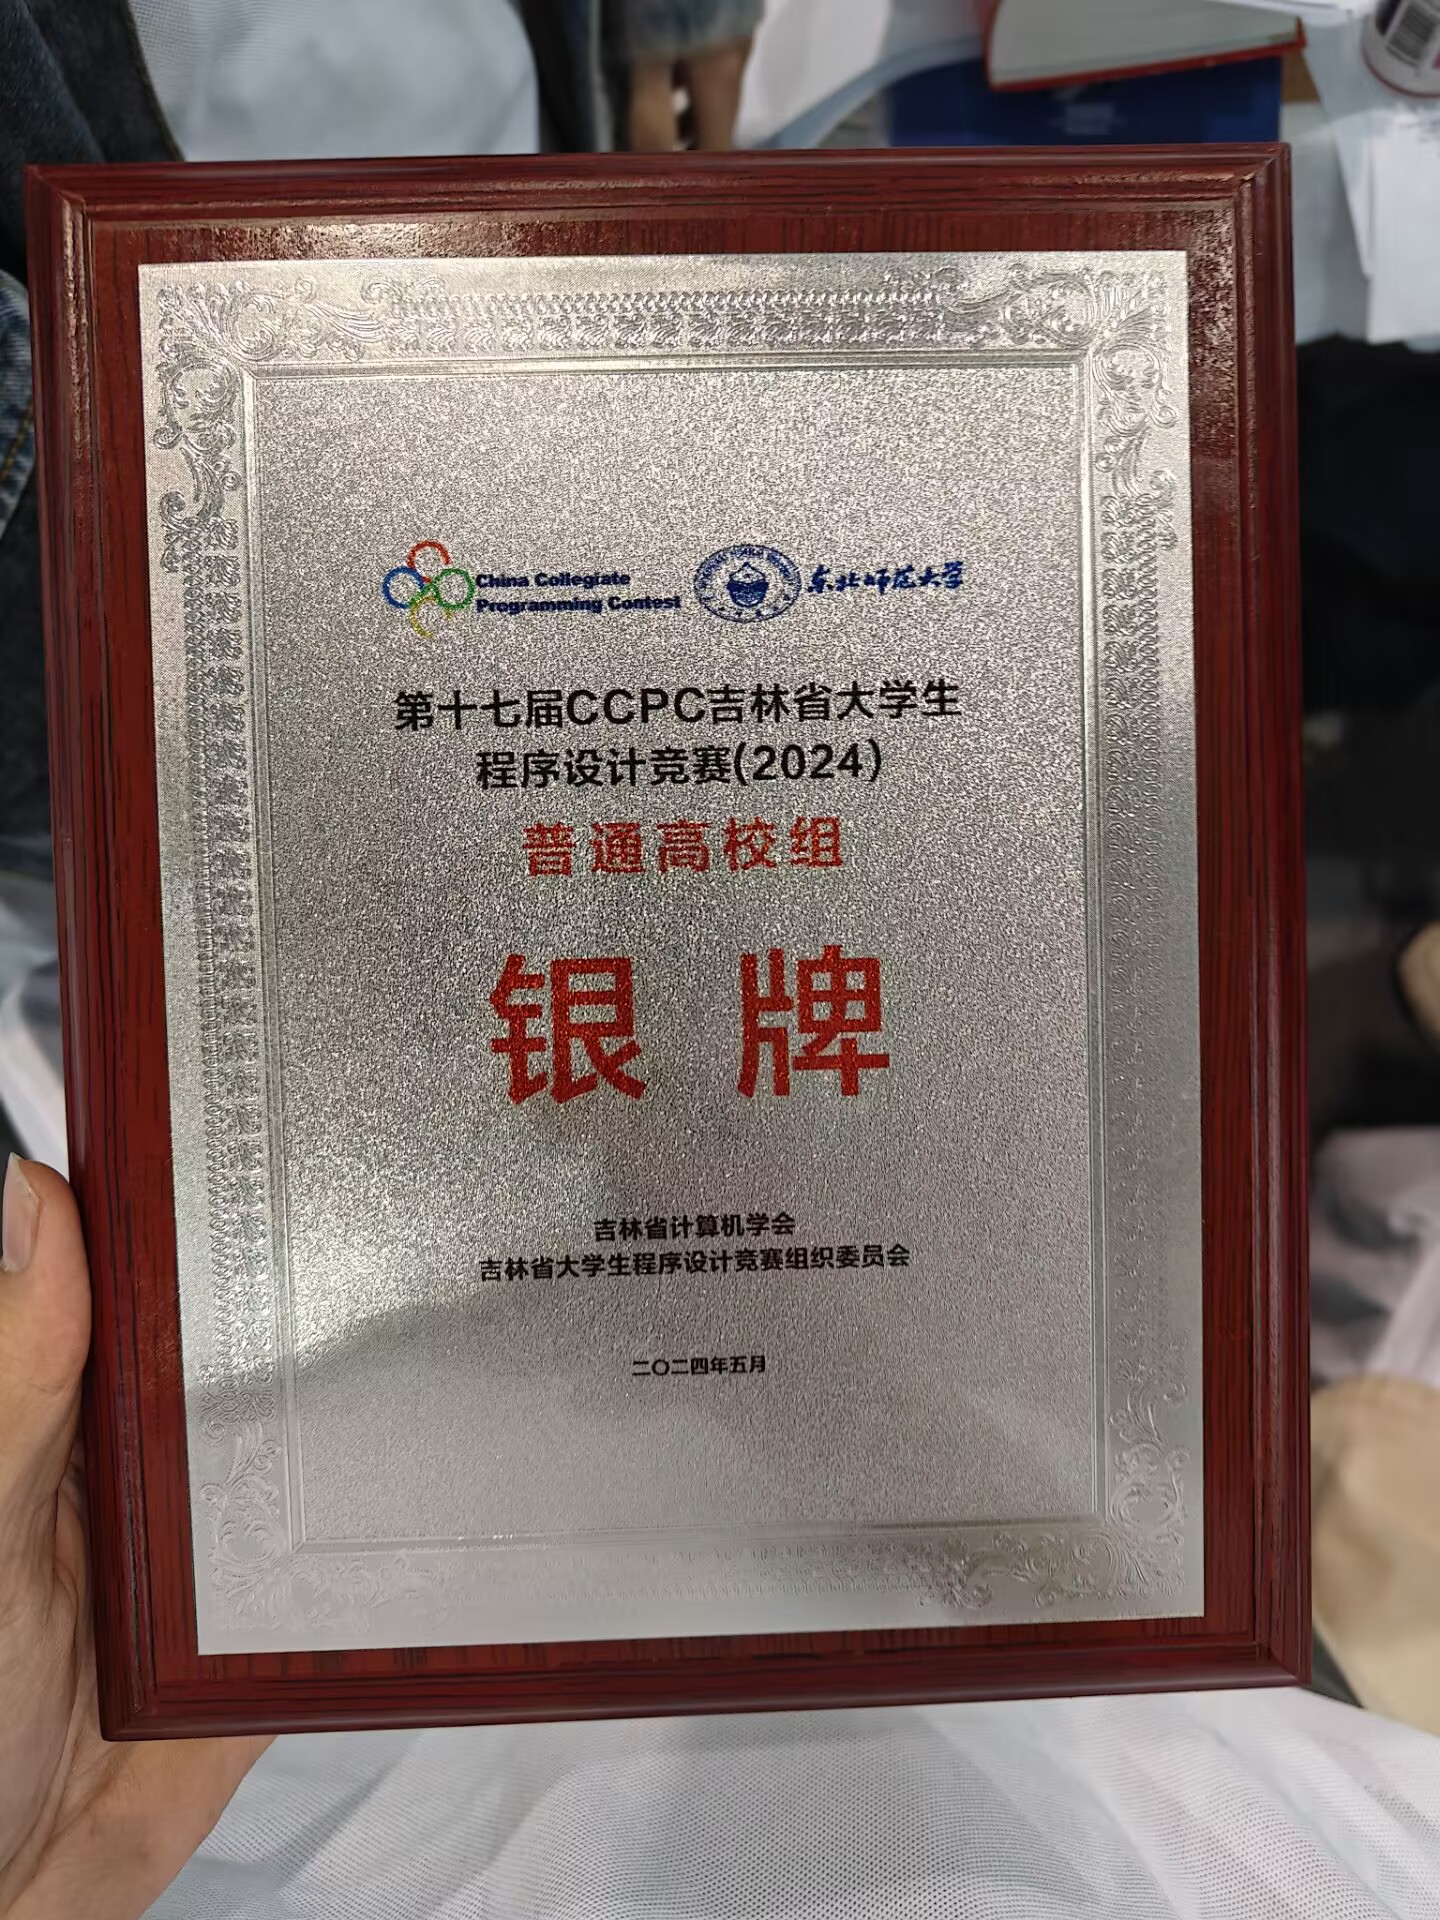 China Collegiate
Programming Contest
东北师范大学
第十七届CCPC吉林省大学生
程序设计竞赛(2024)
普通高校组
银牌
吉林省计算机学会
吉林省大学生程序设计竞赛组织委员会
二〇二四年五月